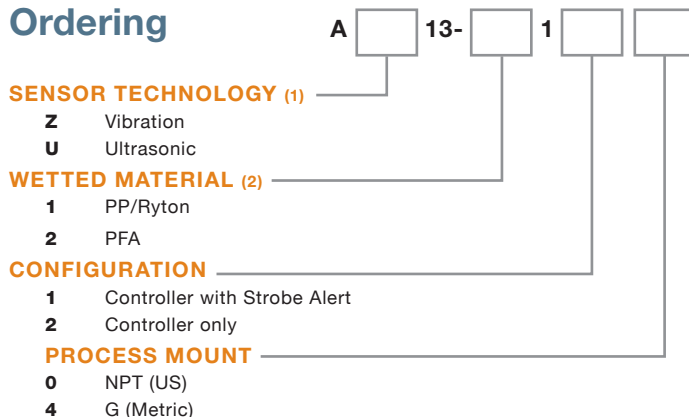 Ordering A 13- 1
SENSOR TECHNOLOGY (1)
Z Vibration
U Ultrasonic
WETTED MATERIAL (2)
1 PP/Ryton
2 PFA
CONFIGURATION
1 Controller with Strobe Alert
2 Controller only
PROCESS MOUNT
0 NPT (US)
4 G (Metric)